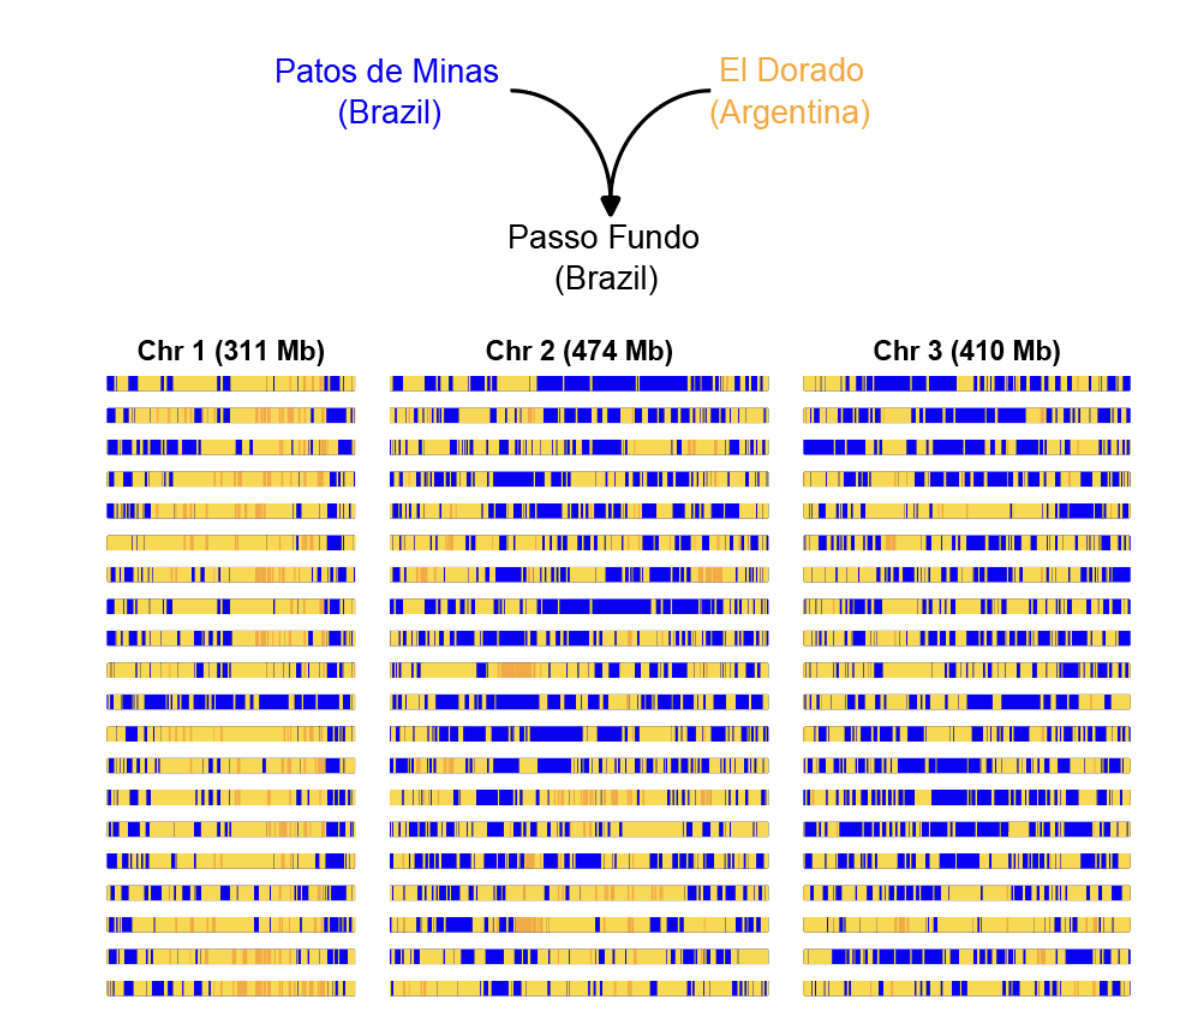 Patos de Minas
(Brazil)
El Dorado
(Argentina)
Passo Fundo
(Brazil)
Chr 1 (311 Mb)
Chr 2 (474 Mb)
Chr 3 (410 Mb)